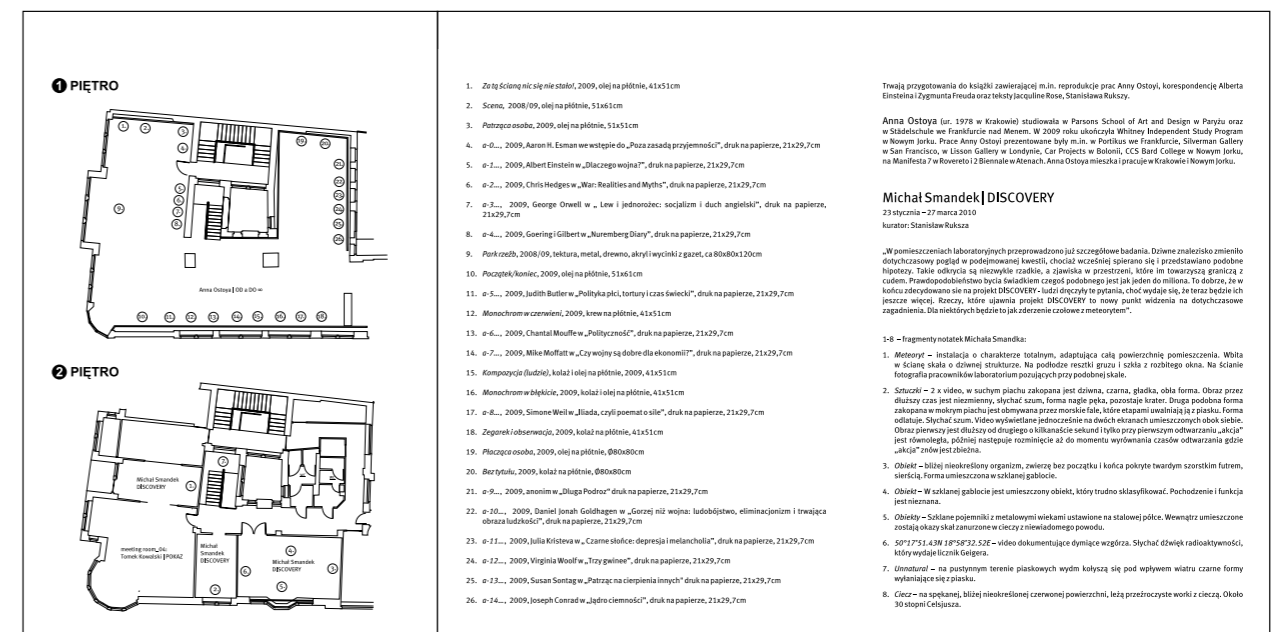 1 PIĘTRO
1. 2. 3. 4. 5. 6. 7. 8. 9. 10. 11. 12. 13. 14. 15. 16. 17. 18. 19. 20. 21. 22. 23. 24. 25. 26.
Anna Ostoya | OD a DO ∞
2 PIĘTRO
Michał Smandek
DISCOVERY
1.
2.
meeting room_04:
Tomek Kowalski | POKAZ
Michał
Smandek
DISCOVERY
Michał Smandek
DISCOVERY
4.
3.
6.
5.
1. Za tą ścianą nic się nie stało!, 2009, olej na płótnie, 41x51cm
2. Scena, 2008/09, olej na płótnie, 51x61cm
3. Patrząca osoba, 2009, olej na płótnie, 51x51cm
4. a-0..., 2009, Aaron H. Esman we wstępie do „Poza zasadą przyjemności”, druk na papierze, 21x29,7cm
5. a-1..., 2009, Albert Einstein w „Dlaczego wojna?”, druk na papierze, 21x29,7cm
6. a-2..., 2009, Chris Hedges w „War: Realities and Myths”, druk na papierze, 21x29,7cm
7. a-3..., 2009, George Orwell w „ Lew i jednorożec: socjalizm i duch angielski”, druk na papierze,
21x29,7cm
8. a-4..., 2009, Goering i Gilbert w „Nuremberg Diary”, druk na papierze, 21x29,7cm
9. Park rzeźb, 2008/09, tektura, metal, drewno, akryl i wycinki z gazet, ca 80x80x120cm
10. Początek/koniec, 2009, olej na płótnie, 51x61cm
11. a-5..., 2009, Judith Butler w „Polityka płci, tortury i czas świecki”, druk na papierze, 21x29,7cm
12. Monochrom w czerwieni, 2009, krew na płótnie, 41x51cm
13. a-6..., 2009, Chantal Mouffe w „Polityczność”, druk na papierze, 21x29,7cm
14. a-7..., 2009, Mike Moffatt w „Czy wojny są dobre dla ekonomii?”, druk na papierze, 21x29,7cm
15. Kompozycja (ludzie), kolaż i olej na płótnie, 2009, 41x51cm
16. Monochrom w błękicie, 2009, kolaż i olej na płótnie, 41x51cm
17. a-8..., 2009, Simone Weil w „Iliada, czyli poemat o sile”, druk na papierze, 21x29,7cm
18. Zegarek i obserwacja, 2009, kolaż na płótnie, 41x51cm
19. Płacząca osoba, 2009, olej na płótnie, Ø80x80cm
20. Bez tytułu, 2009, kolaż na płótnie, Ø80x80cm
21. a-9..., 2009, anonim w „Dluga Podroz” druk na papierze, 21x29,7cm
22. a-10..., 2009, Daniel Jonah Goldhagen w „Gorzej niż wojna: ludobójstwo, eliminacjonizm i trwająca
obraza ludzkości”, druk na papierze, 21x29,7cm
23. a-11..., 2009, Julia Kristeva w „ Czarne słońce: depresja i melancholia”, druk na papierze, 21x29,7cm
24. a-12..., 2009, Virginia Woolf w „Trzy gwinee”, druk na papierze, 21x29,7cm
25. a-13..., 2009, Susan Sontag w „Patrząc na cierpienia innych” druk na papierze, 21x29,7cm
26. a-14..., 2009, Joseph Conrad w „Jądro ciemności”, druk na papierze, 21x29,7cm
Trwają przygotowania do książki zawierającej m.in. reprodukcje prac Anny Ostoyi, korespondencję Alberta
Einsteina i Zygmunta Freuda oraz teksty Jacquline Rose, Stanisława Rukszy.
Anna Ostoya (ur. 1978 w Krakowie) studiowała w Parsons School of Art and Design w Paryżu oraz
w Städelschule we Frankfurcie nad Menem. W 2009 roku ukończyła Whitney Independent Study Program
w Nowym Jorku. Prace Anny Ostoyi prezentowane były m.in. w Portikus we Frankfurcie, Silverman Gallery
w San Francisco, w Lisson Gallery w Londynie, Car Projects w Bolonii, CCS Bard College w Nowym Jorku,
na Manifesta 7 w Rovereto i 2 Biennale w Atenach. Anna Ostoya mieszka i pracuje w Krakowie i Nowym Jorku.
Michał Smandek | DISCOVERY
23 stycznia – 27 marca 2010
kurator: Stanisław Ruksza
„W pomieszczeniach laboratoryjnych przeprowadzono już szczegółowe badania. Dziwne znalezisko zmieniło
dotychczasowy pogląd w podejmowanej kwestii, chociaż wcześniej spierano się i przedstawiano podobne
hipotezy. Takie odkrycia są niezwykle rzadkie, a zjawiska w przestrzeni, które im towarzyszą graniczą z
cudem. Prawdopodobieństwo bycia świadkiem czegoś podobnego jest jak jeden do miliona. To dobrze, że w
końcu zdecydowano sie na projekt DISCOVERY - ludzi dręczyły te pytania, choć wydaje się, że teraz będzie ich
jeszcze więcej. Rzeczy, które ujawnia projekt DISCOVERY to nowy punkt widzenia na dotychczasowe
zagadnienia. Dla niektórych będzie to jak zderzenie czołowe z meteorytem”.
1-8 – fragmenty notatek Michała Smandka:
1. Meteoryt – instalacja o charakterze totalnym, adaptująca całą powierzchnię pomieszczenia. Wbita
w ścianę skała o dziwnej strukturze. Na podłodze resztki gruzu i szkła z rozbitego okna. Na ścianie
fotografia pracowników laboratorium pozujących przy podobnej skale.
2. Sztuczki – 2 x video, w suchym piachu zakopana jest dziwna, czarna, gładka, obła forma. Obraz przez
dłuższy czas jest niezmienny, słychać szum, forma nagle pęka, pozostaje krater. Druga podobna forma
zakopana w mokrym piachu jest obmywana przez morskie fale, które etapami uwalniają ją z piasku. Forma
odlatuje. Słychać szum. Video wyświetlane jednocześnie na dwóch ekranach umieszczonych obok siebie.
Obraz pierwszy jest dłuższy od drugiego o kilkanaście sekund i tylko przy pierwszym odtwarzaniu „akcja”
jest równoległa, później następuje rozminięcie aż do momentu wyrównania czasów odtwarzania gdzie
„akcja” znów jest zbieżna.
3. Obiekt – bliżej nieokreślony organizm, zwierzę bez początku i końca pokryte twardym szorstkim futrem,
sierścią. Forma umieszczona w szklanej gablocie.
4. Obiekt – W szklanej gablocie jest umieszczony obiekt, który trudno sklasyfikować. Pochodzenie i funkcja
jest nieznana.
5. Obiekty – Szklane pojemniki z metalowymi wiekami ustawione na stalowej półce. Wewnątrz umieszczone
zostają okazy skał zanurzone w cieczy z niewiadomego powodu.
6. 50°17'51.43N 18°58'32.52E – video dokumentujące dymiące wzgórza. Słychać dźwięk radioaktywności,
który wydaje licznik Geigera.
7. Unnatural – na pustynnym terenie piaskowych wydm kołyszą się pod wpływem wiatru czarne formy
wyłaniające się z piasku.
8. Ciecz – na spękanej, bliżej nieokreślonej czerwonej powierzchni, leżą przeźroczyste worki z cieczą. Około
30 stopni Celsjusza.